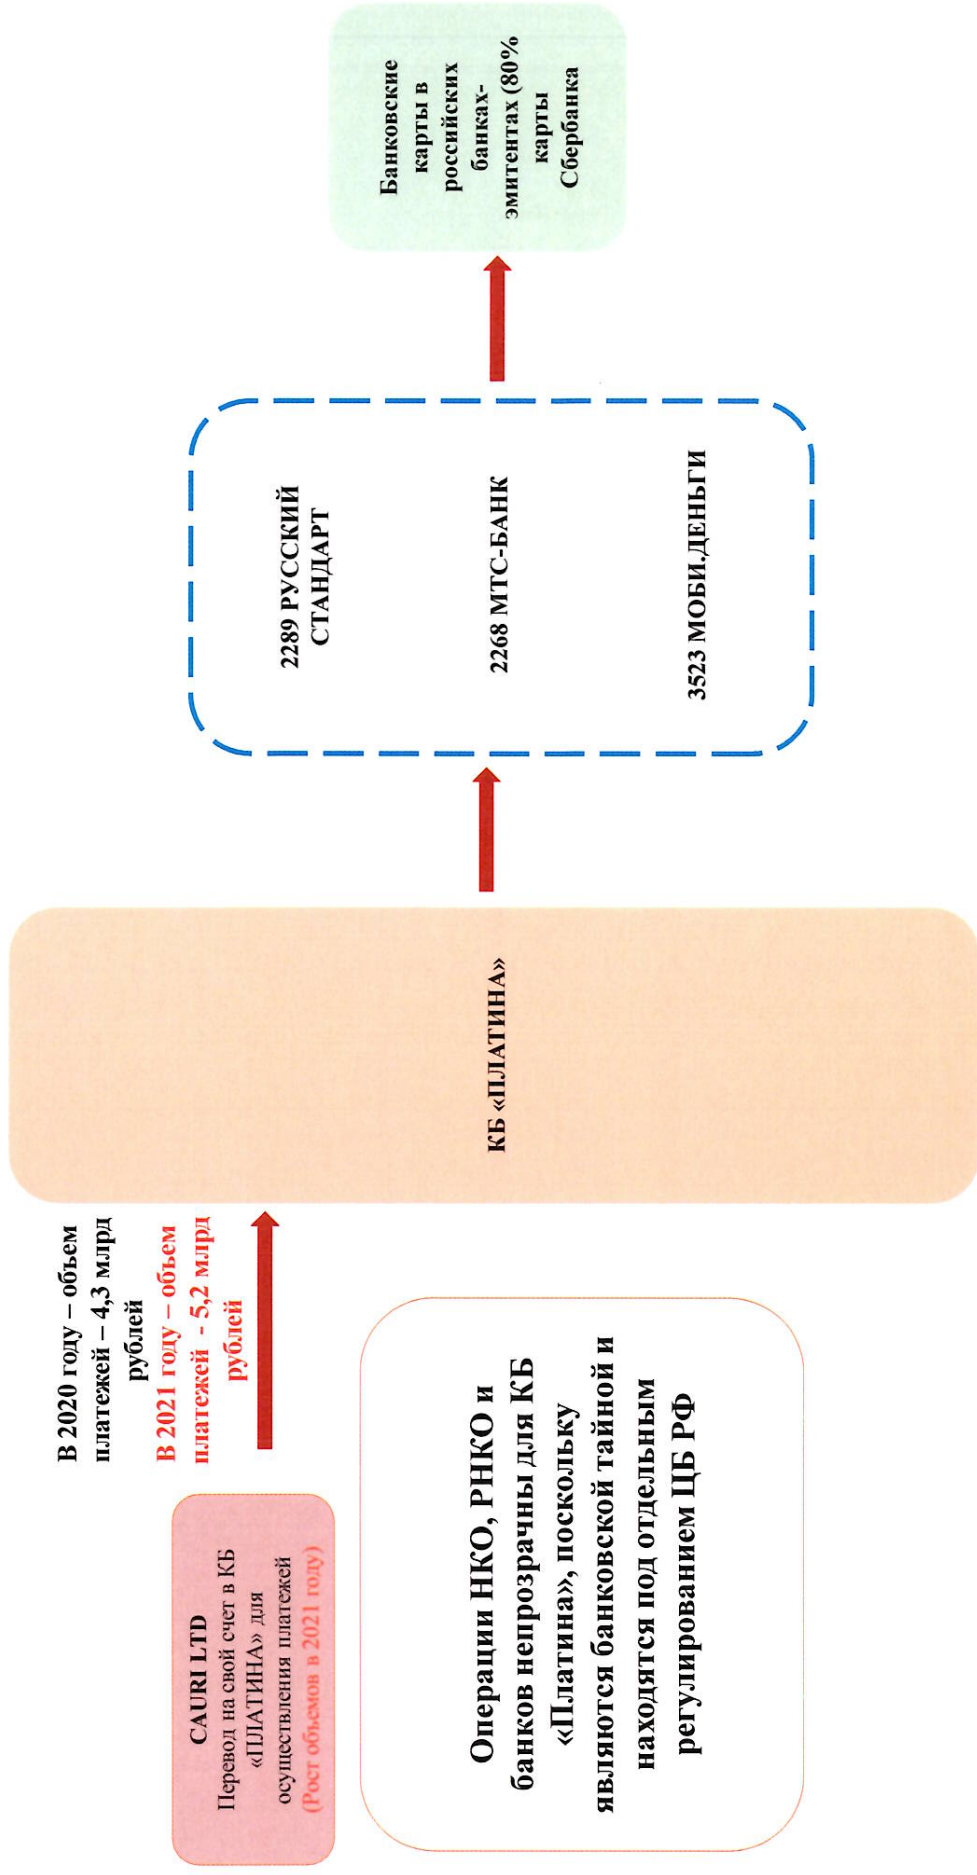 CAURI LTD
Перевод на свой счет в КБ
«ПЛАТИНА» для
осуществления платежей
(Рост объемов в 2021 году)
В 2020 году – объем
платежей – 4,3 млрд
рублей
В 2021 году – объем
платежей - 5,2 млрд
рублей
Операции НКО, РНКО и
банков непрозрачны для КБ
«Платина», поскольку
являются банковской тайной и
находятся под отдельным
регулированием ЦБ РФ
КБ «ПЛАТИНА»
2289 РУССКИЙ
СТАНДАРТ
2268 МТС-БАНК
3523 МОБИ.ДЕНЬГИ
Банковские
карты в
российских
банках-
эмитентах (80%
карты
Сбербанка